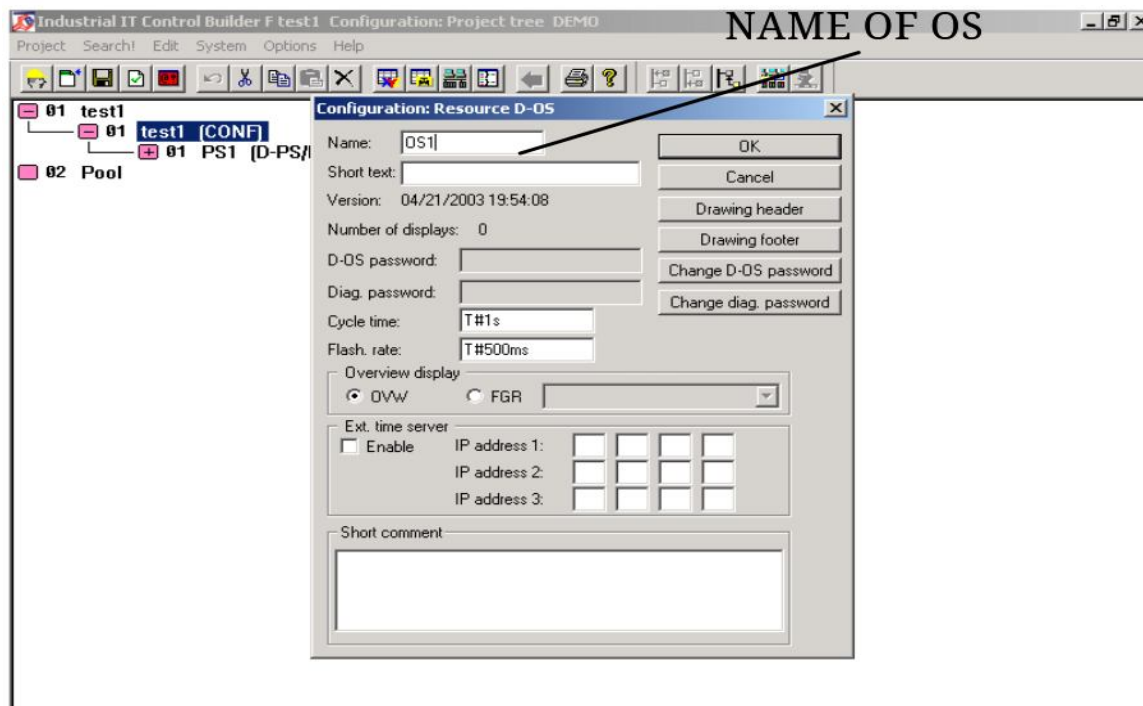 Industrial IT Control Builder F test1 Configuration: Project tree DEMO
NAME OF OS
Project Search! Edit System Options Help
01 test1
01 test1 (CONF)
01 PS1 (D-PS/
02 Pool
Configuration: Resource D-OS
Name: OS1
OK
Short text:
Cancel
Version: 04/21/2003 19:54:08
Drawing header
Number of displays: 0
Drawing footer
D-OS password:
Change D-OS password
Diag. password:
Change diag. password
Cycle time: T#1s
Flash. rate: T#500ms
Overview display
OVW FGR
Ext. time server
Enable IP address 1:
IP address 2:
IP address 3:
Short comment